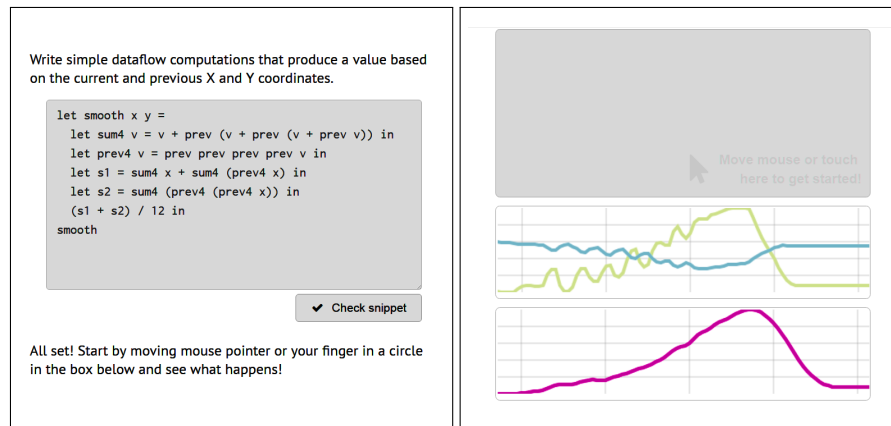 Write simple dataflow computations that produce a value based
on the current and previous X and Y coordinates.
let smooth x y =
let sum4 v = v + prev (v + prev (v + prev v)) in
let prev4 v = prev prev prev prev v in
let s1 = sum4 x + sum4 (prev4 x) in
let s2 = sum4 (prev4 (prev4 x)) in
(s1 + s2) / 12 in
smooth
✔ Check snippet
All set! Start by moving mouse pointer or your finger in a circle
in the box below and see what happens!
Move mouse or touch
here to get started!